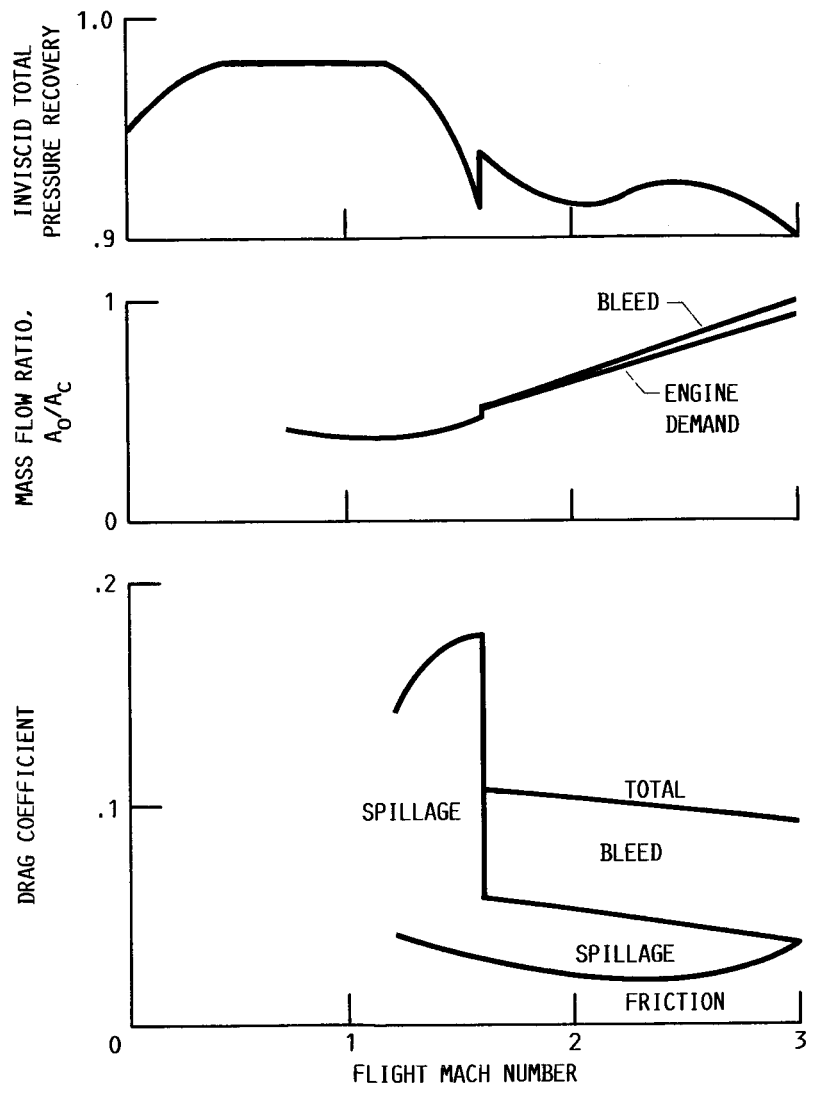 INVISCID TOTAL
PRESSURE RECOVERY
1.0
.9
MASS FLOW RATIO,
A0/AC
1
0
BLEED
ENGINE
DEMAND
DRAG COEFFICIENT
.2
.1
0
SPILLAGE
TOTAL
BLEED
SPILLAGE
FRICTION
1
2
3
FLIGHT MACH NUMBER